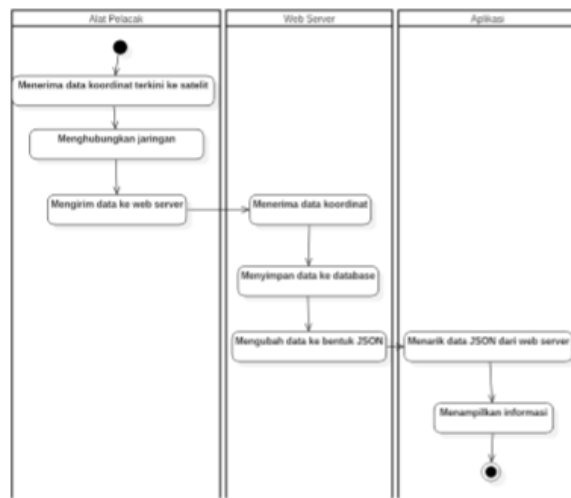 Alat Pelacak
Web Server
Aplikasi
Menerima data koordinat terkini ke satelit
Menghubungkan jaringan
Mengirim data ke web server
Menerima data koordinat
Menyimpan data ke database
Mengubah data ke bentuk JSON
Menarik data JSON dari web server
Menampilkan informasi